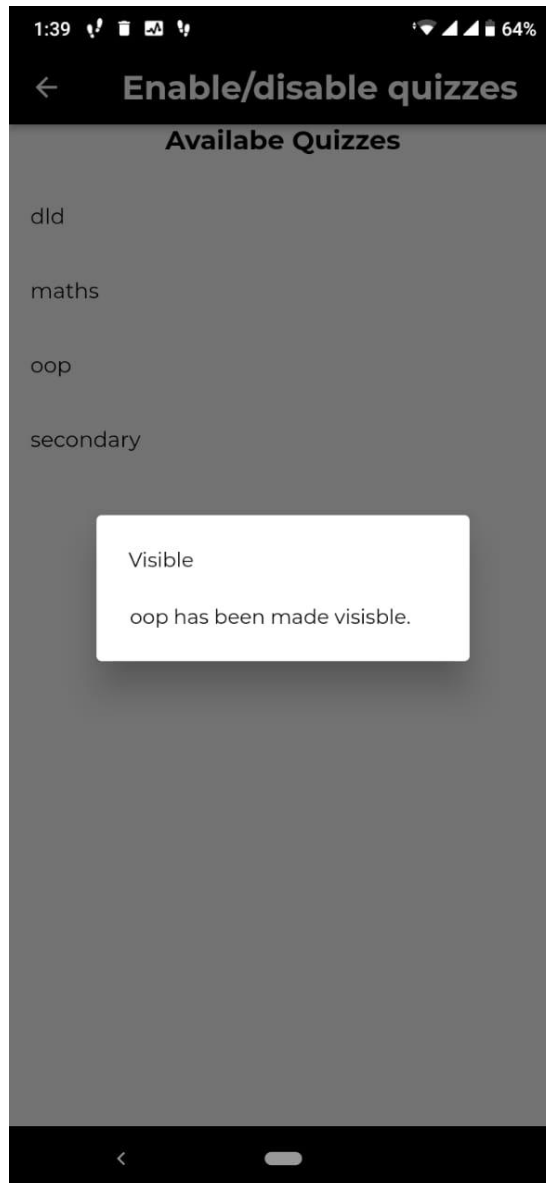 1:39 64%
Enable/disable quizzes
Availabe Quizzes
dld
maths
oop
secondary
Visible
oop has been made visisble.